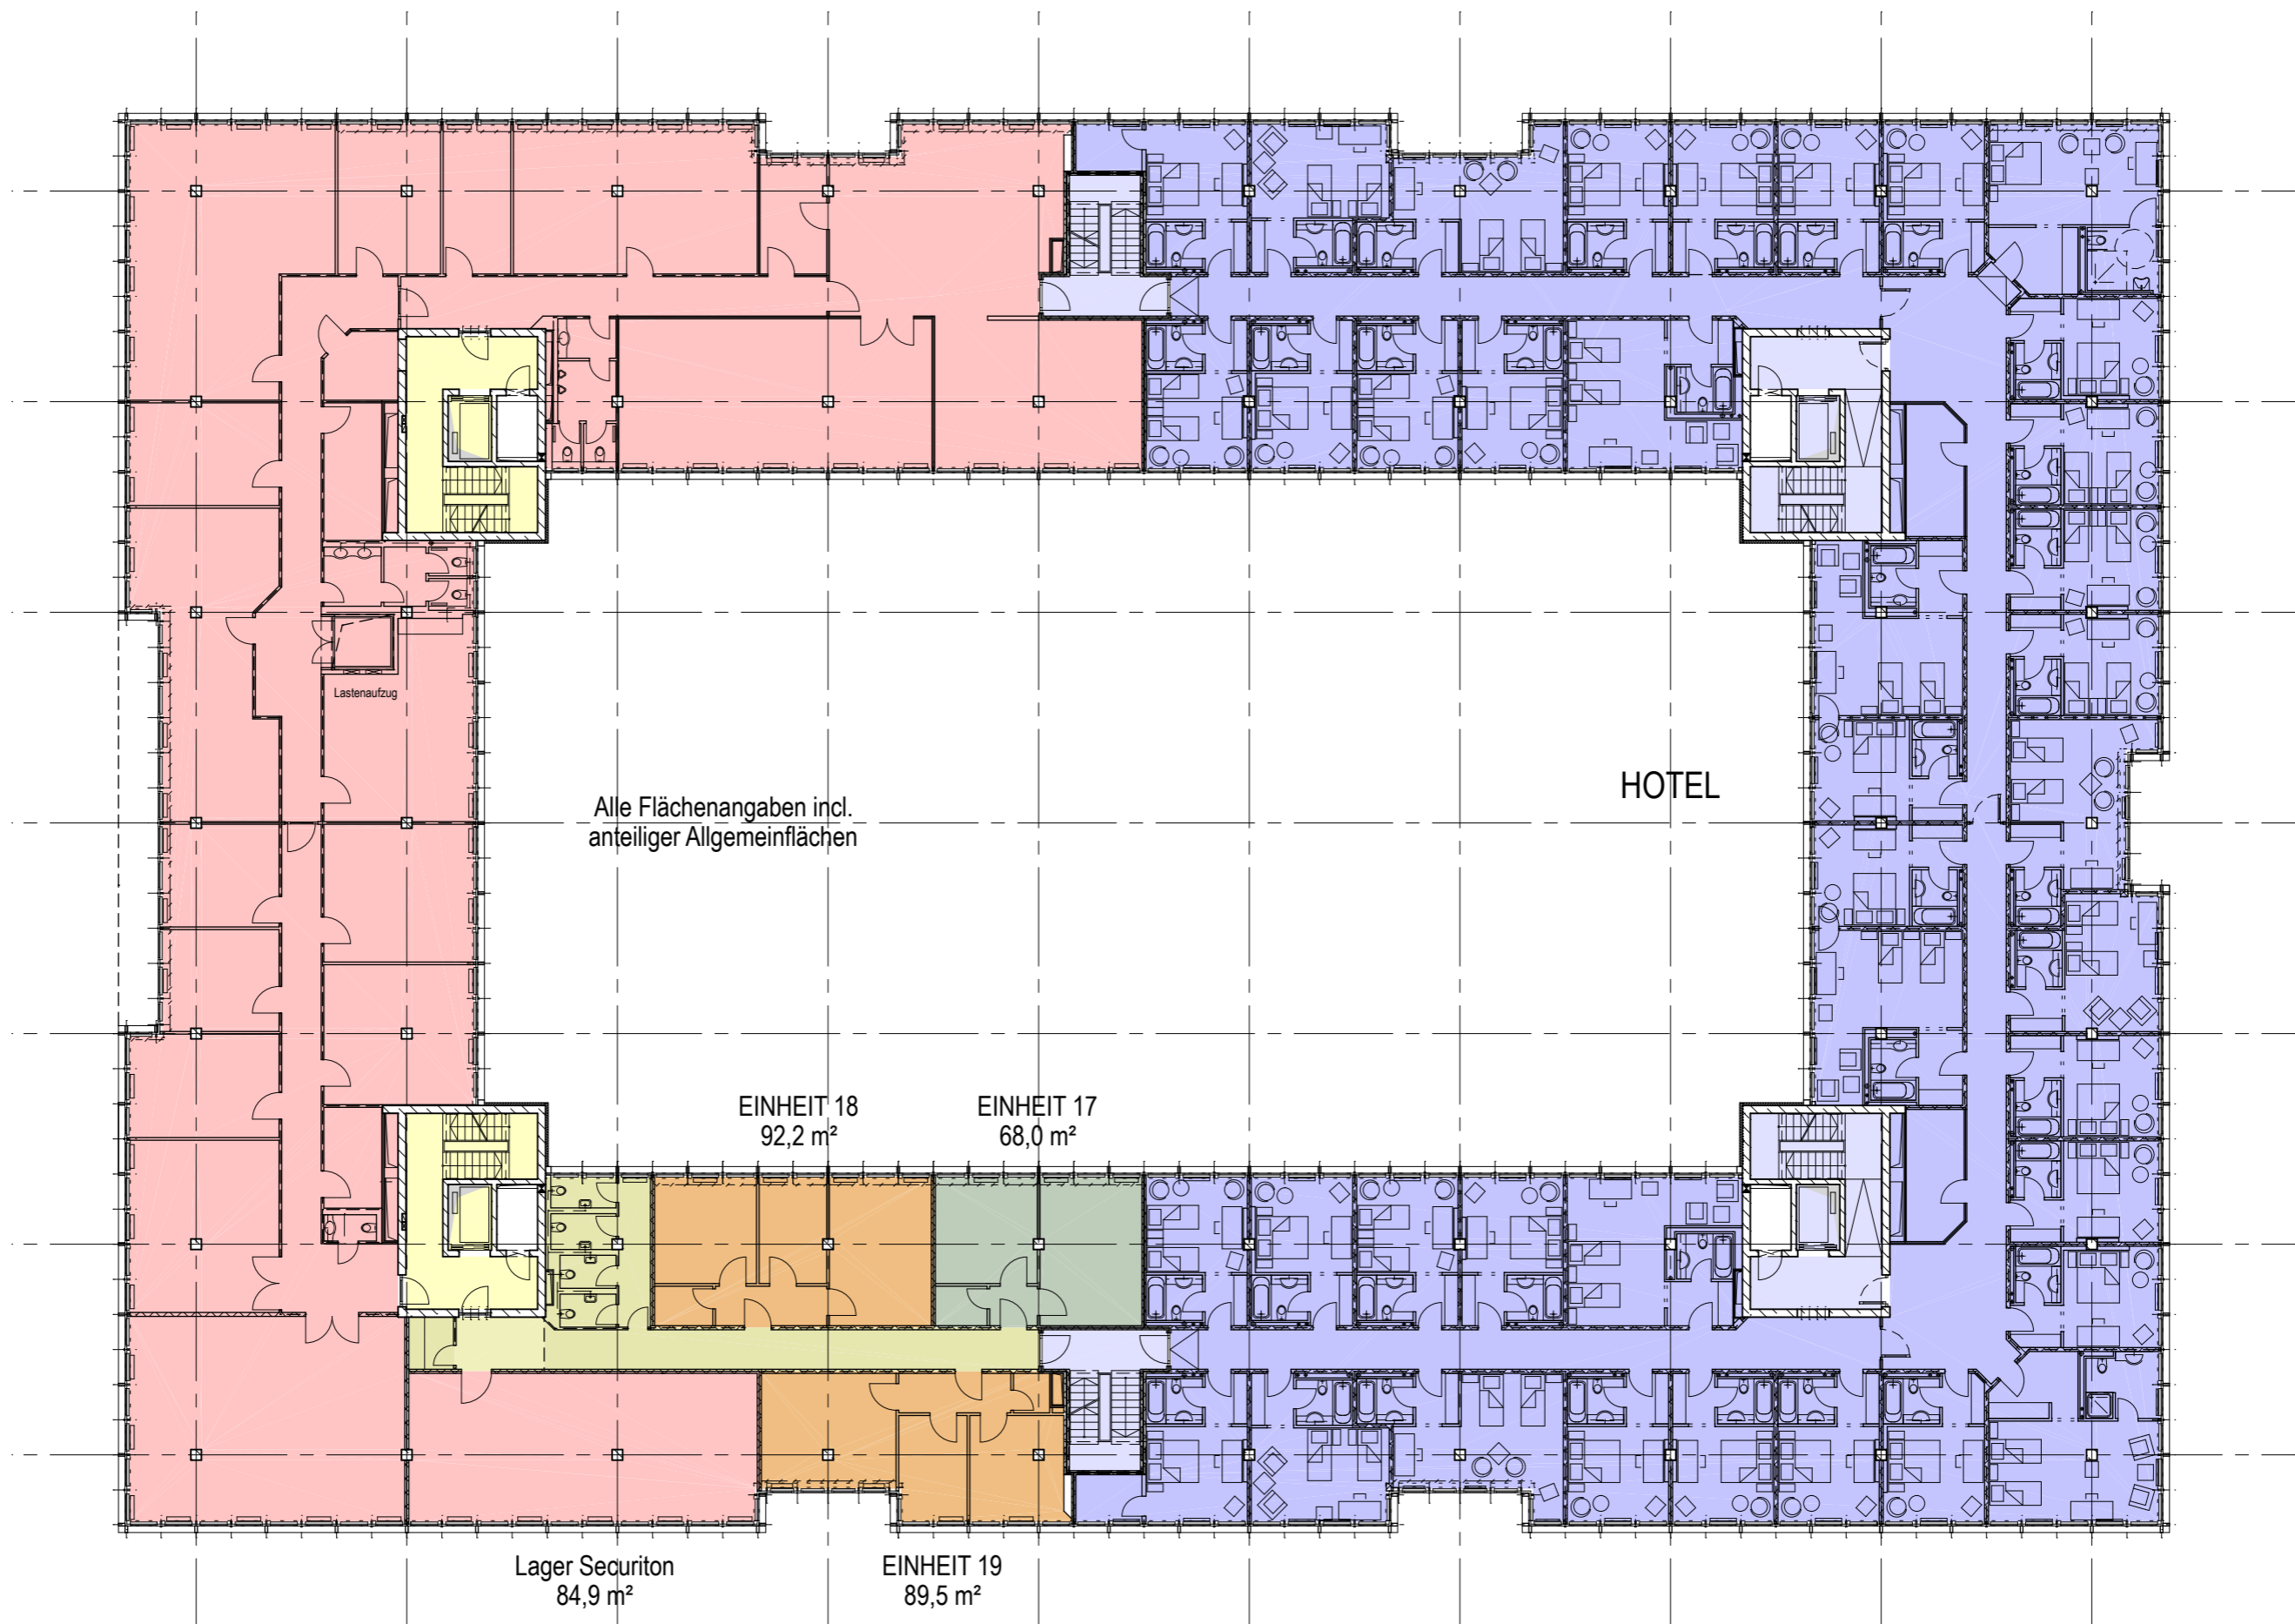 Lastenaufzug
HOTEL
Alle Flächenangaben incl.
anteiliger Allgemeinflächen
EINHEIT 18
92,2 m²
EINHEIT 17
68,0 m²
Lager Securiton
84,9 m²
EINHEIT 19
89,5 m²